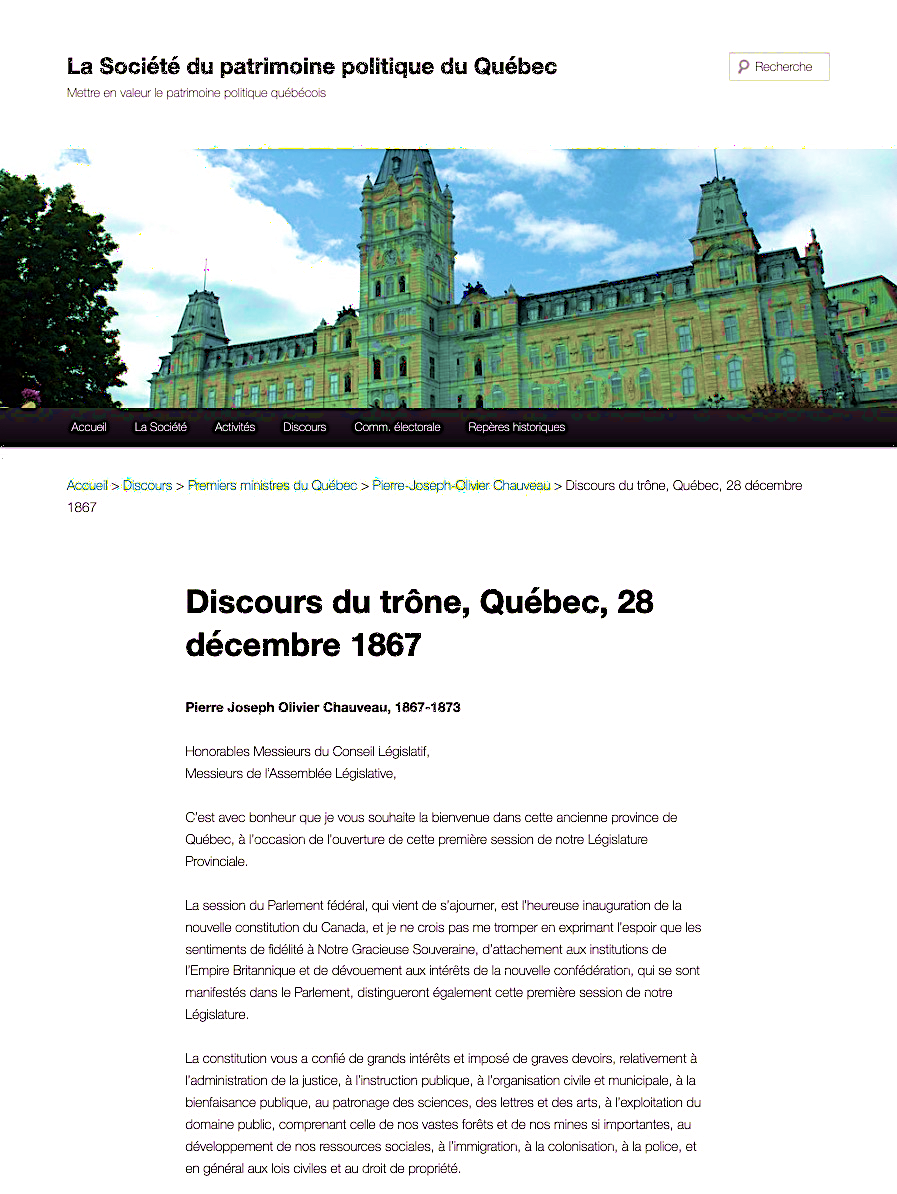 La Société du patrimoine politique du Québec
Recherche
Mettre en valeur le patrimoine politique québécois
Accueil La Société Activités Discours Comm. électorale Repères historiques
Accueil > Discours > Premiers ministres du Québec > Pierre-Joseph-Olivier Chauveau > Discours du trône, Québec, 28 décembre
1867
Discours du trône, Québec, 28
décembre 1867
Pierre Joseph Olivier Chauveau, 1867-1873
Honorables Messieurs du Conseil Législatif,
Messieurs de l’Assemblée Législative,
C’est avec bonheur que je vous souhaite la bienvenue dans cette ancienne province de
Québec, à l’occasion de l’ouverture de cette première session de notre Législature
Provinciale.
La session du Parlement fédéral, qui vient de s’ajourner, est l’heureuse inauguration de la
nouvelle constitution du Canada, et je ne crois pas me tromper en exprimant l’espoir que les
sentiments de fidélité à Notre Gracieuse Souveraine, d’attachement aux institutions de
l’Empire Britannique et de dévouement aux intérêts de la nouvelle confédération, qui se sont
manifestés dans le Parlement, distingueront également cette première session de notre
Législature.
La constitution vous a confié de grands intérêts et imposé de graves devoirs, relativement à
l’administration de la justice, à l’instruction publique, à l’organisation civile et municipale, à la
bienfaisance publique, au patronage des sciences, des lettres et des arts, à l’exploitation du
domaine public, comprenant celle de nos vastes forêts et de nos mines si importantes, au
développement de nos ressources sociales, à l’immigration, à la colonisation, à la police, et
en général aux lois civiles et au droit de propriété.